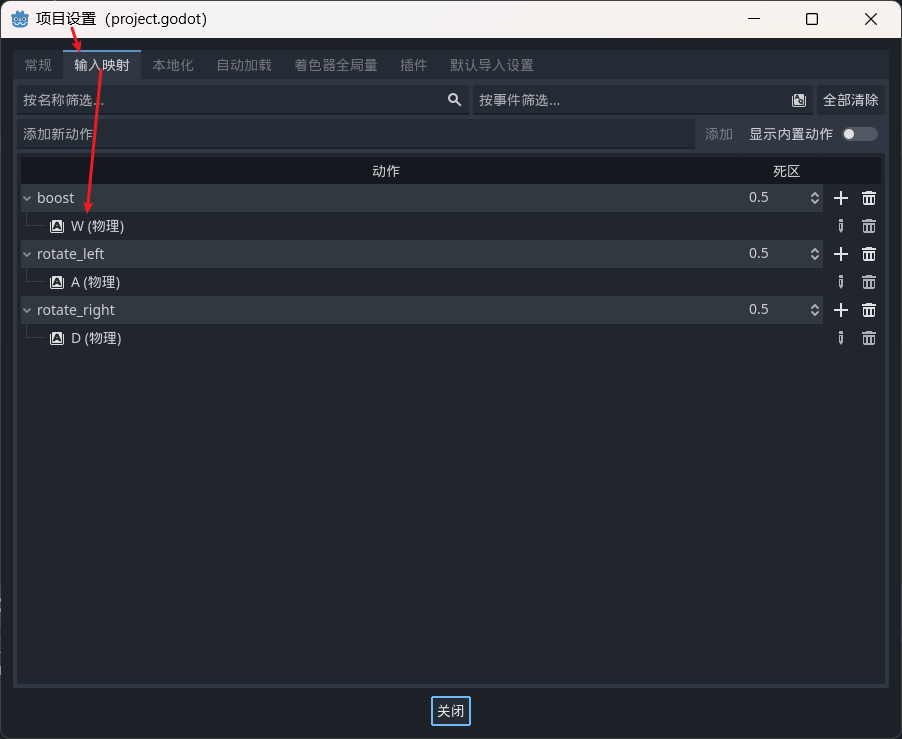 项目设置（project.godot）
常规 输入映射 本地化 自动加载 着色器全局量 插件 默认导入设置
按名称筛选... 按事件筛选... 全部清除
添加新动作 添加 显示内置动作
动作 死区
boost 0.5
W (物理)
rotate_left 0.5
A (物理)
rotate_right 0.5
D (物理)
关闭